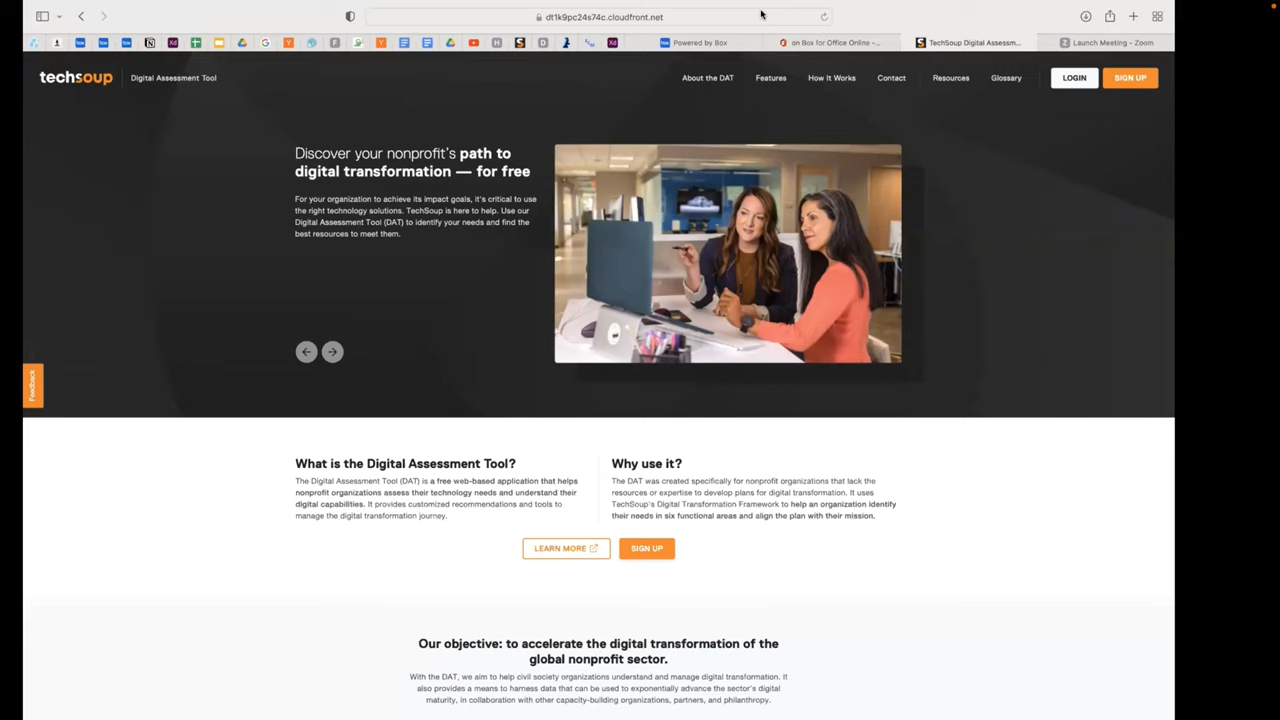 dt1k9pc24s74c.cloudfront.net
Powered by Box
on Box for Office Online -...
TechSoup Digital Assessm...
Launch Meeting - Zoom
techsoup
Digital Assessment Tool
About the DAT
Features
How It Works
Contact
Resources
Glossary
LOGIN
SIGN UP
Discover your nonprofit's path to
digital transformation — for free
For your organization to achieve its impact goals, it's critical to use
the right technology solutions. TechSoup is here to help. Use our
Digital Assessment Tool (DAT) to identify your needs and find the
best resources to meet them.
Feedback
What is the Digital Assessment Tool?
The Digital Assessment Tool (DAT) is a free web-based application that helps
nonprofit organizations assess their technology needs and understand their
digital capabilities. It provides customized recommendations and tools to
manage the digital transformation journey.
Why use it?
The DAT was created specifically for nonprofit organizations that lack the
resources or expertise to develop plans for digital transformation. It uses
TechSoup's Digital Transformation Framework to help an organization identify
their needs in six functional areas and align the plan with their mission.
LEARN MORE
SIGN UP
Our objective: to accelerate the digital transformation of the
global nonprofit sector.
With the DAT, we aim to help civil society organizations understand and manage digital transformation. It
also provides a means to harness data that can be used to exponentially advance the sector's digital
maturity, in collaboration with other capacity-building organizations, partners, and philanthropy.